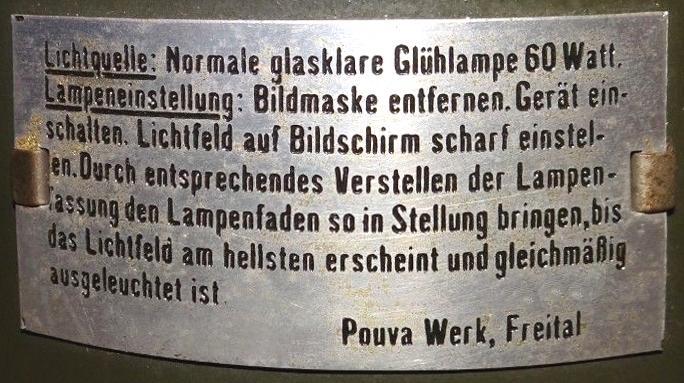 Lichtquelle: Normale glasklare Glühlampe 60 Watt.
Lampeneinstellung: Bildmaske entfernen. Gerät ein-
schalten. Lichtfeld auf Bildschirm scharf einstel-
len. Durch entsprechendes Verstellen der Lampen-
fassung den Lampenfaden so in Stellung bringen, bis
das Lichtfeld am hellsten erscheint und gleichmäßig
ausgeleuchtet ist.
Pouva Werk, Freital